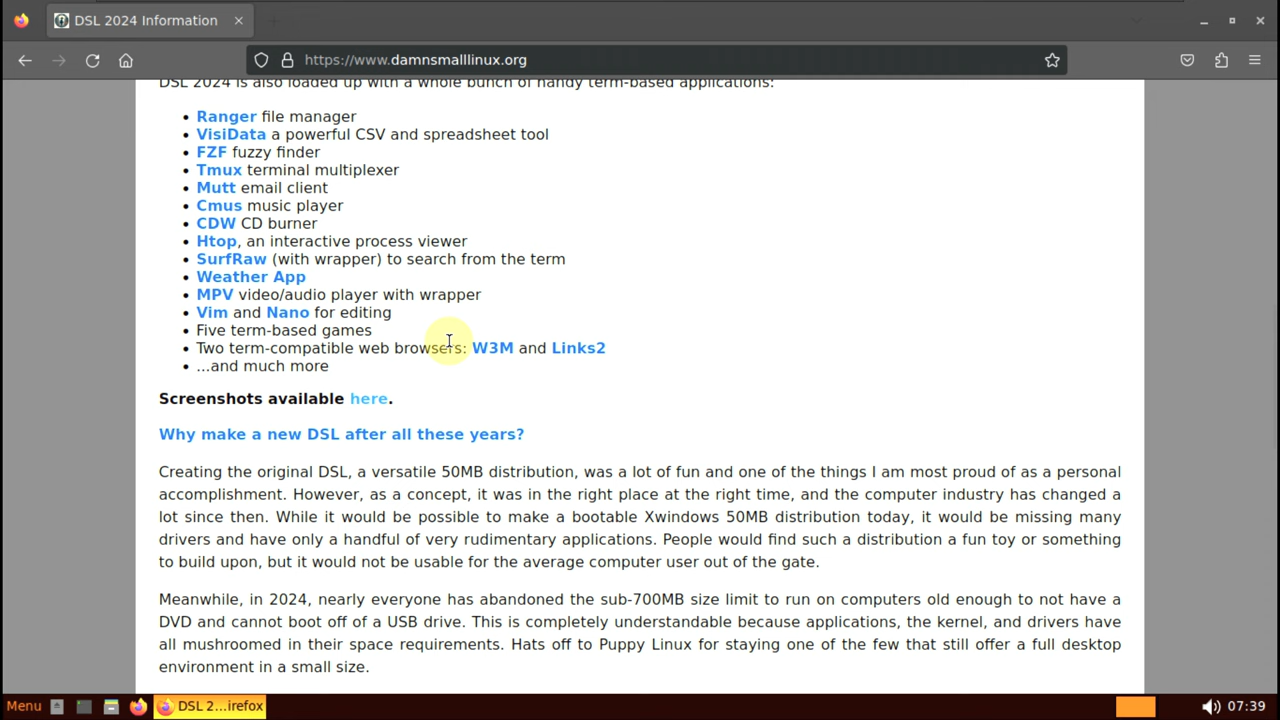 DSL 2024 Information
https://www.damnsmalllinux.org
DSL 2024 is also loaded up with a whole bunch of handy term-based applications:
• Ranger file manager
• VisiData a powerful CSV and spreadsheet tool
• FZF fuzzy finder
• Tmux terminal multiplexer
• Mutt email client
• Cmus music player
• CDW CD burner
• Htop, an interactive process viewer
• SurfRaw (with wrapper) to search from the term
• Weather App
• MPV video/audio player with wrapper
• Vim and Nano for editing
• Five term-based games
• Two term-compatible web browsers: W3M and Links2
• ...and much more
Screenshots available here.
Why make a new DSL after all these years?
Creating the original DSL, a versatile 50MB distribution, was a lot of fun and one of the things I am most proud of as a personal
accomplishment. However, as a concept, it was in the right place at the right time, and the computer industry has changed a
lot since then. While it would be possible to make a bootable Xwindows 50MB distribution today, it would be missing many
drivers and have only a handful of very rudimentary applications. People would find such a distribution a fun toy or something
to build upon, but it would not be usable for the average computer user out of the gate.
Meanwhile, in 2024, nearly everyone has abandoned the sub-700MB size limit to run on computers old enough to not have a
DVD and cannot boot off of a USB drive. This is completely understandable because applications, the kernel, and drivers have
all mushroomed in their space requirements. Hats off to Puppy Linux for staying one of the few that still offer a full desktop
environment in a small size.
Menu DSL 2...irefox 07:39